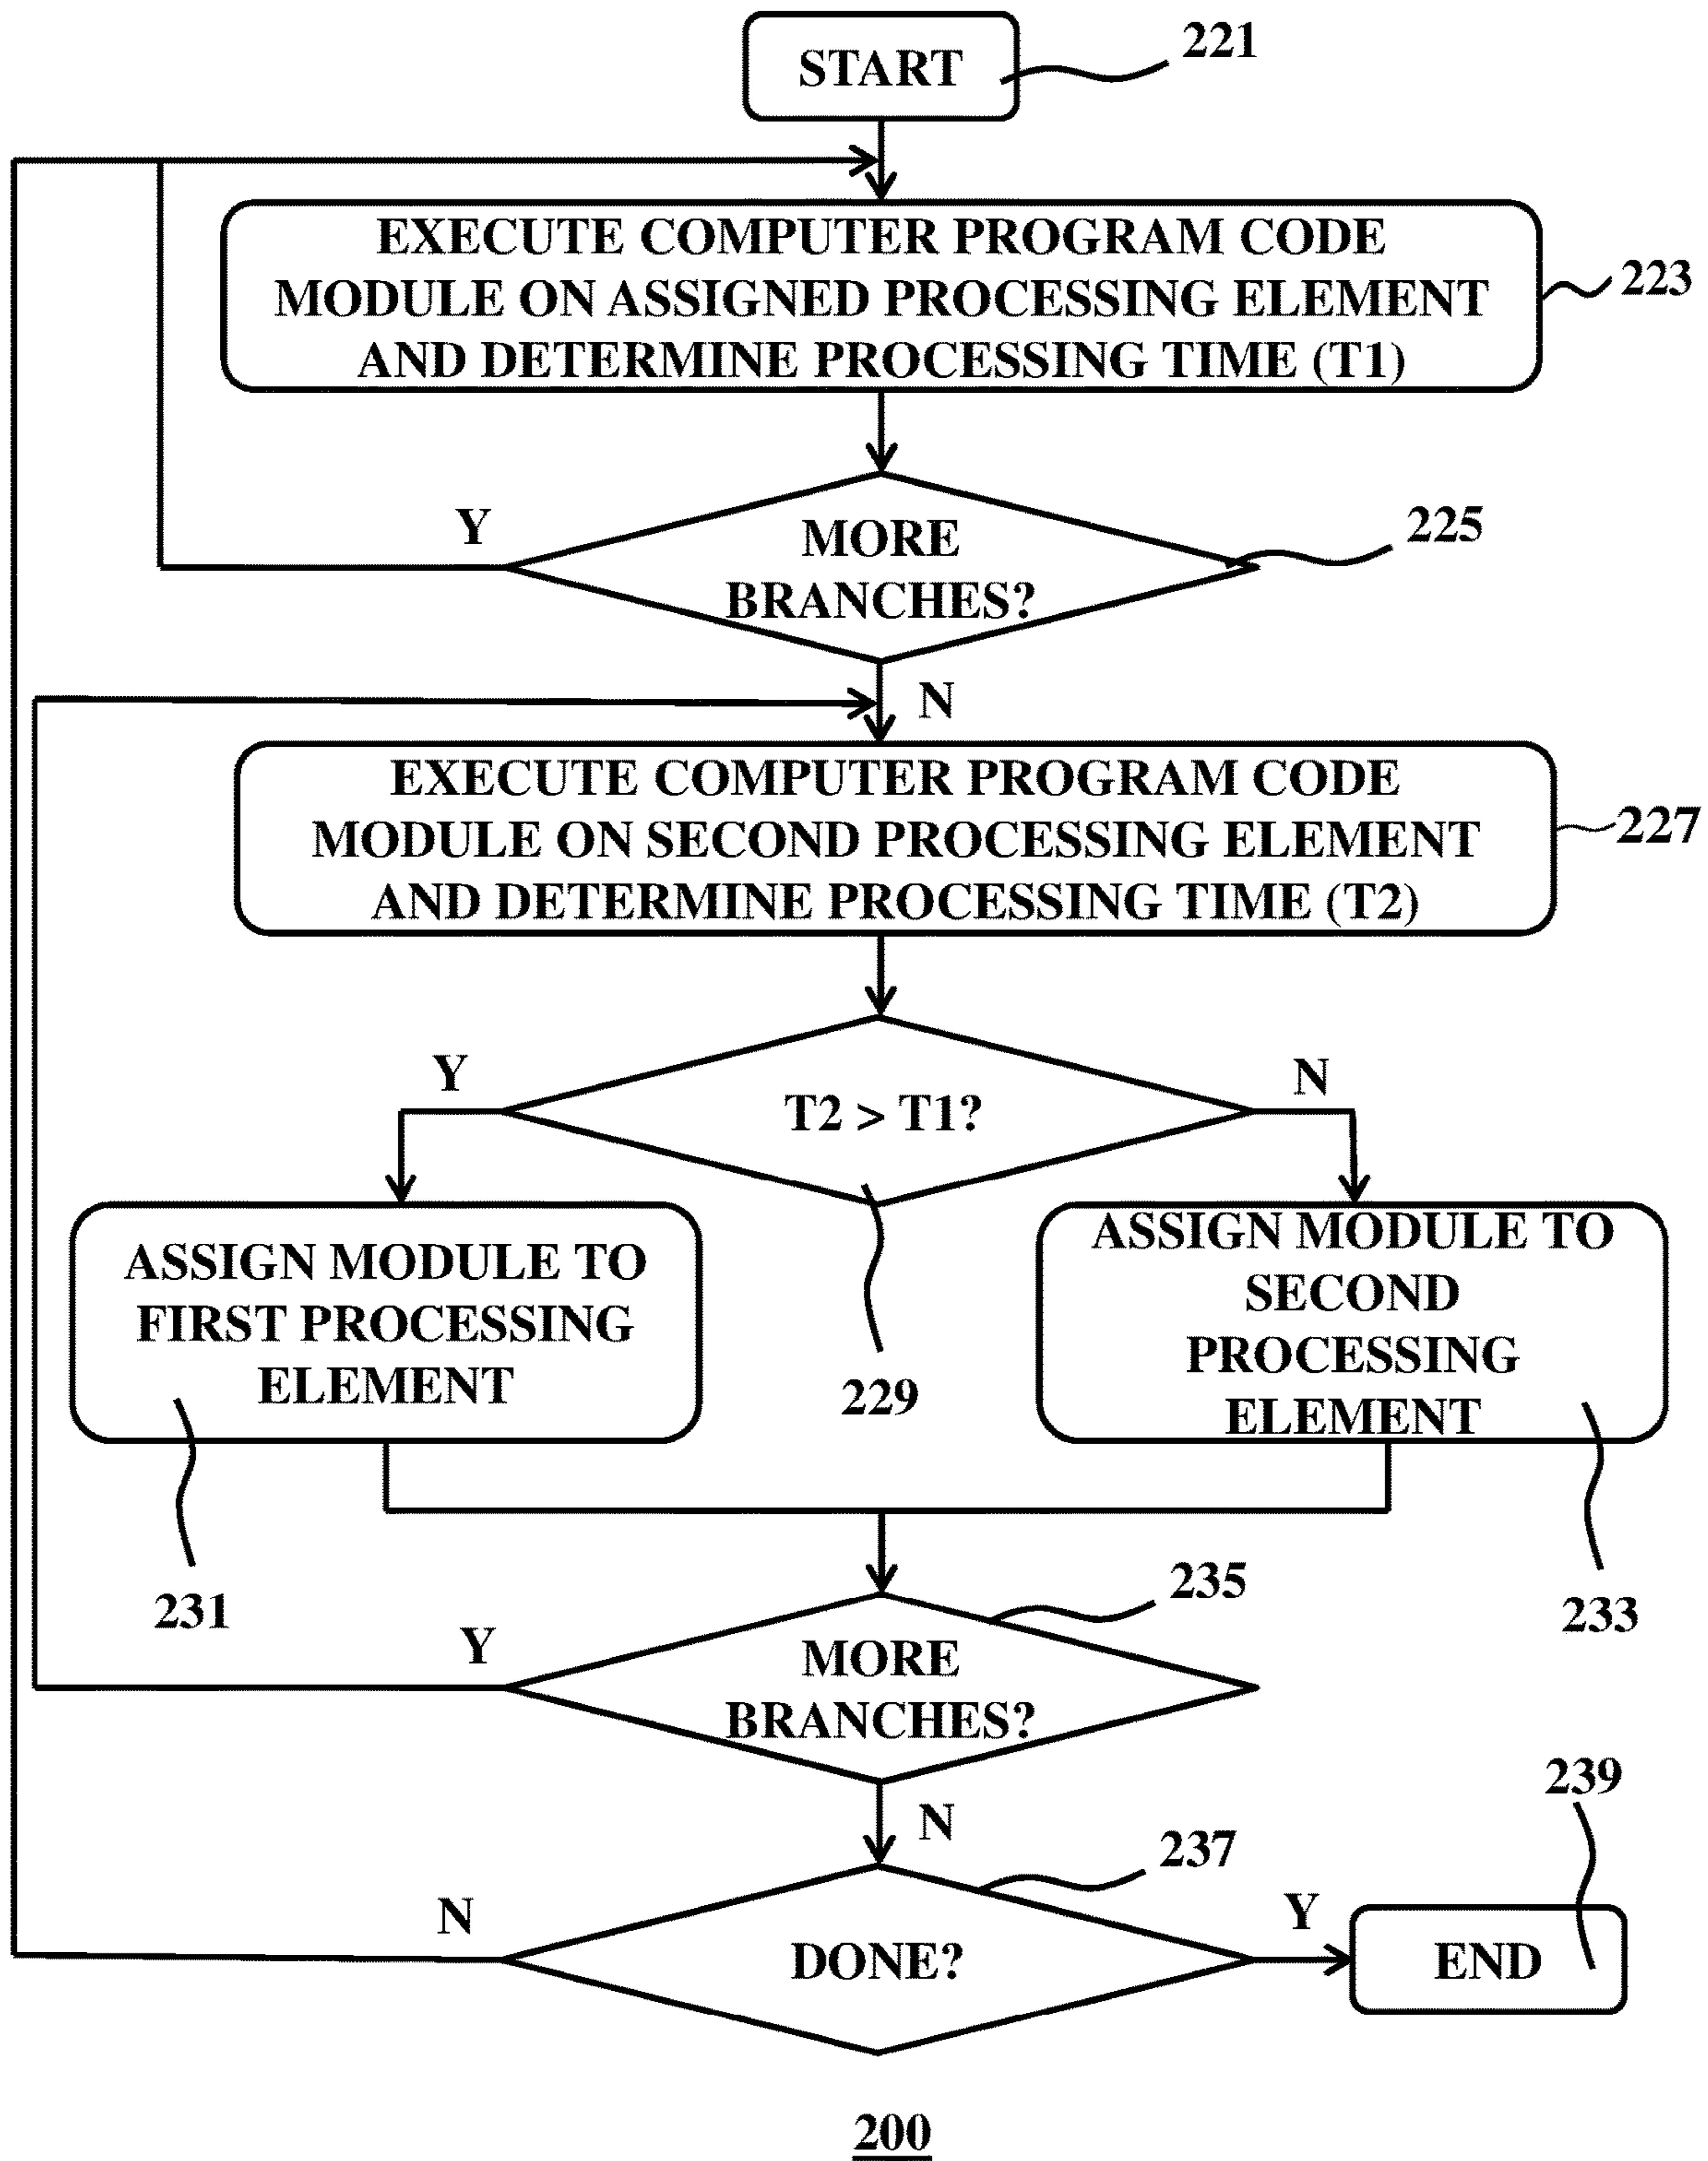 START
221
EXECUTE COMPUTER PROGRAM CODE
MODULE ON ASSIGNED PROCESSING ELEMENT
AND DETERMINE PROCESSING TIME (T1)
223
Y
MORE
BRANCHES?
225
N
EXECUTE COMPUTER PROGRAM CODE
MODULE ON SECOND PROCESSING ELEMENT
AND DETERMINE PROCESSING TIME (T2)
227
Y
T2 > T1?
N
ASSIGN MODULE TO
FIRST PROCESSING
ELEMENT
229
ASSIGN MODULE TO
SECOND
PROCESSING
ELEMENT
231
233
235
Y
MORE
BRANCHES?
N
237
239
N
DONE?
Y
END
200